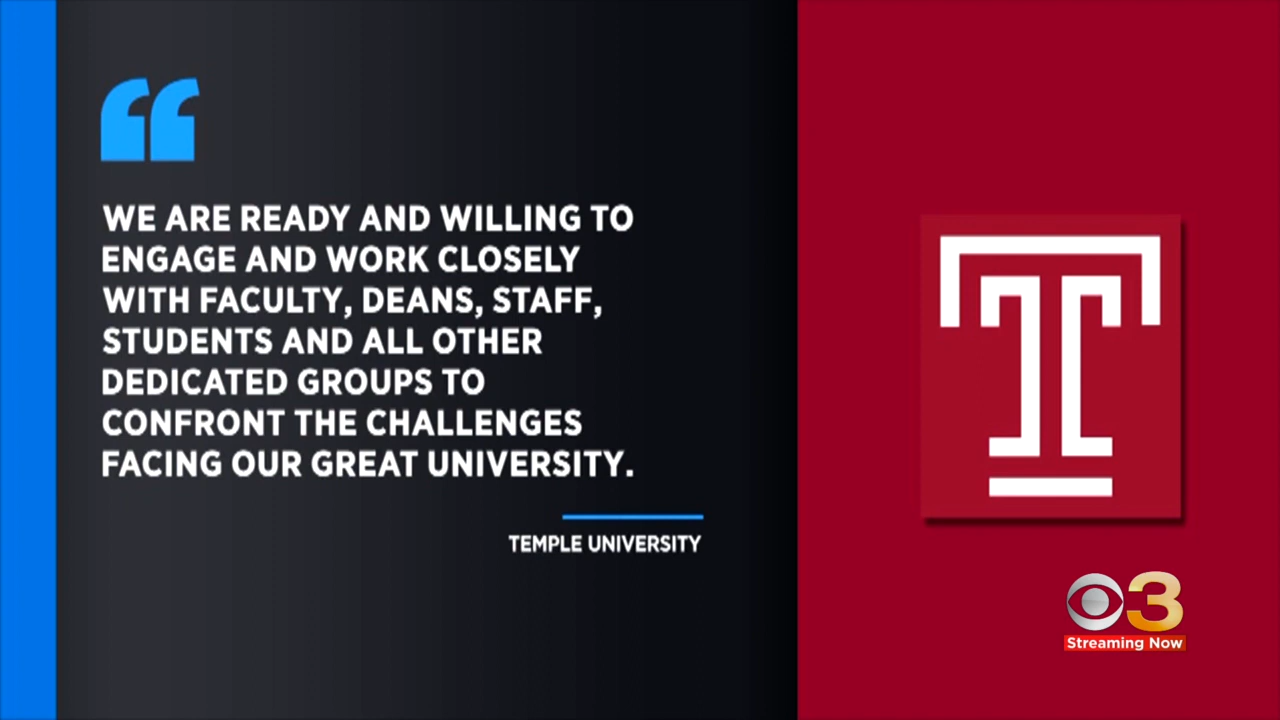 WE ARE READY AND WILLING TO
ENGAGE AND WORK CLOSELY
WITH FACULTY, DEANS, STAFF,
STUDENTS AND ALL OTHER
DEDICATED GROUPS TO
CONFRONT THE CHALLENGES
FACING OUR GREAT UNIVERSITY.
TEMPLE UNIVERSITY
T
3
Streaming Now